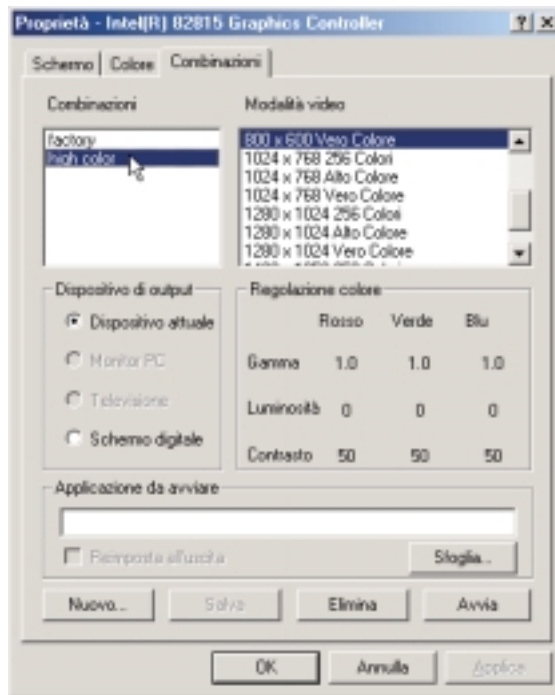 Proprietà - Intel(R) 82815 Graphics Controller
Schermo Colore Combinazioni
Combinazioni
Modalità video
factory
high color
800 x 600 Vero Colore
1024 x 768 256 Colori
1024 x 768 Alto Colore
1024 x 768 Vero Colore
1280 x 1024 256 Colori
1280 x 1024 Alto Colore
1280 x 1024 Vero Colore
Dispositivo di output
Dispositivo attuale
Monitor PC
Televisione
Schermo digitale
Regolazione colore
Rosso Verde Blu
Gamma 1.0 1.0 1.0
Luminosità 0 0 0
Contrasto 50 50 50
Applicazione da avviare
Reimposta all'uscita
Sfoglia...
Nuovo... Salva Elimina Avvia
OK Annulla Applica